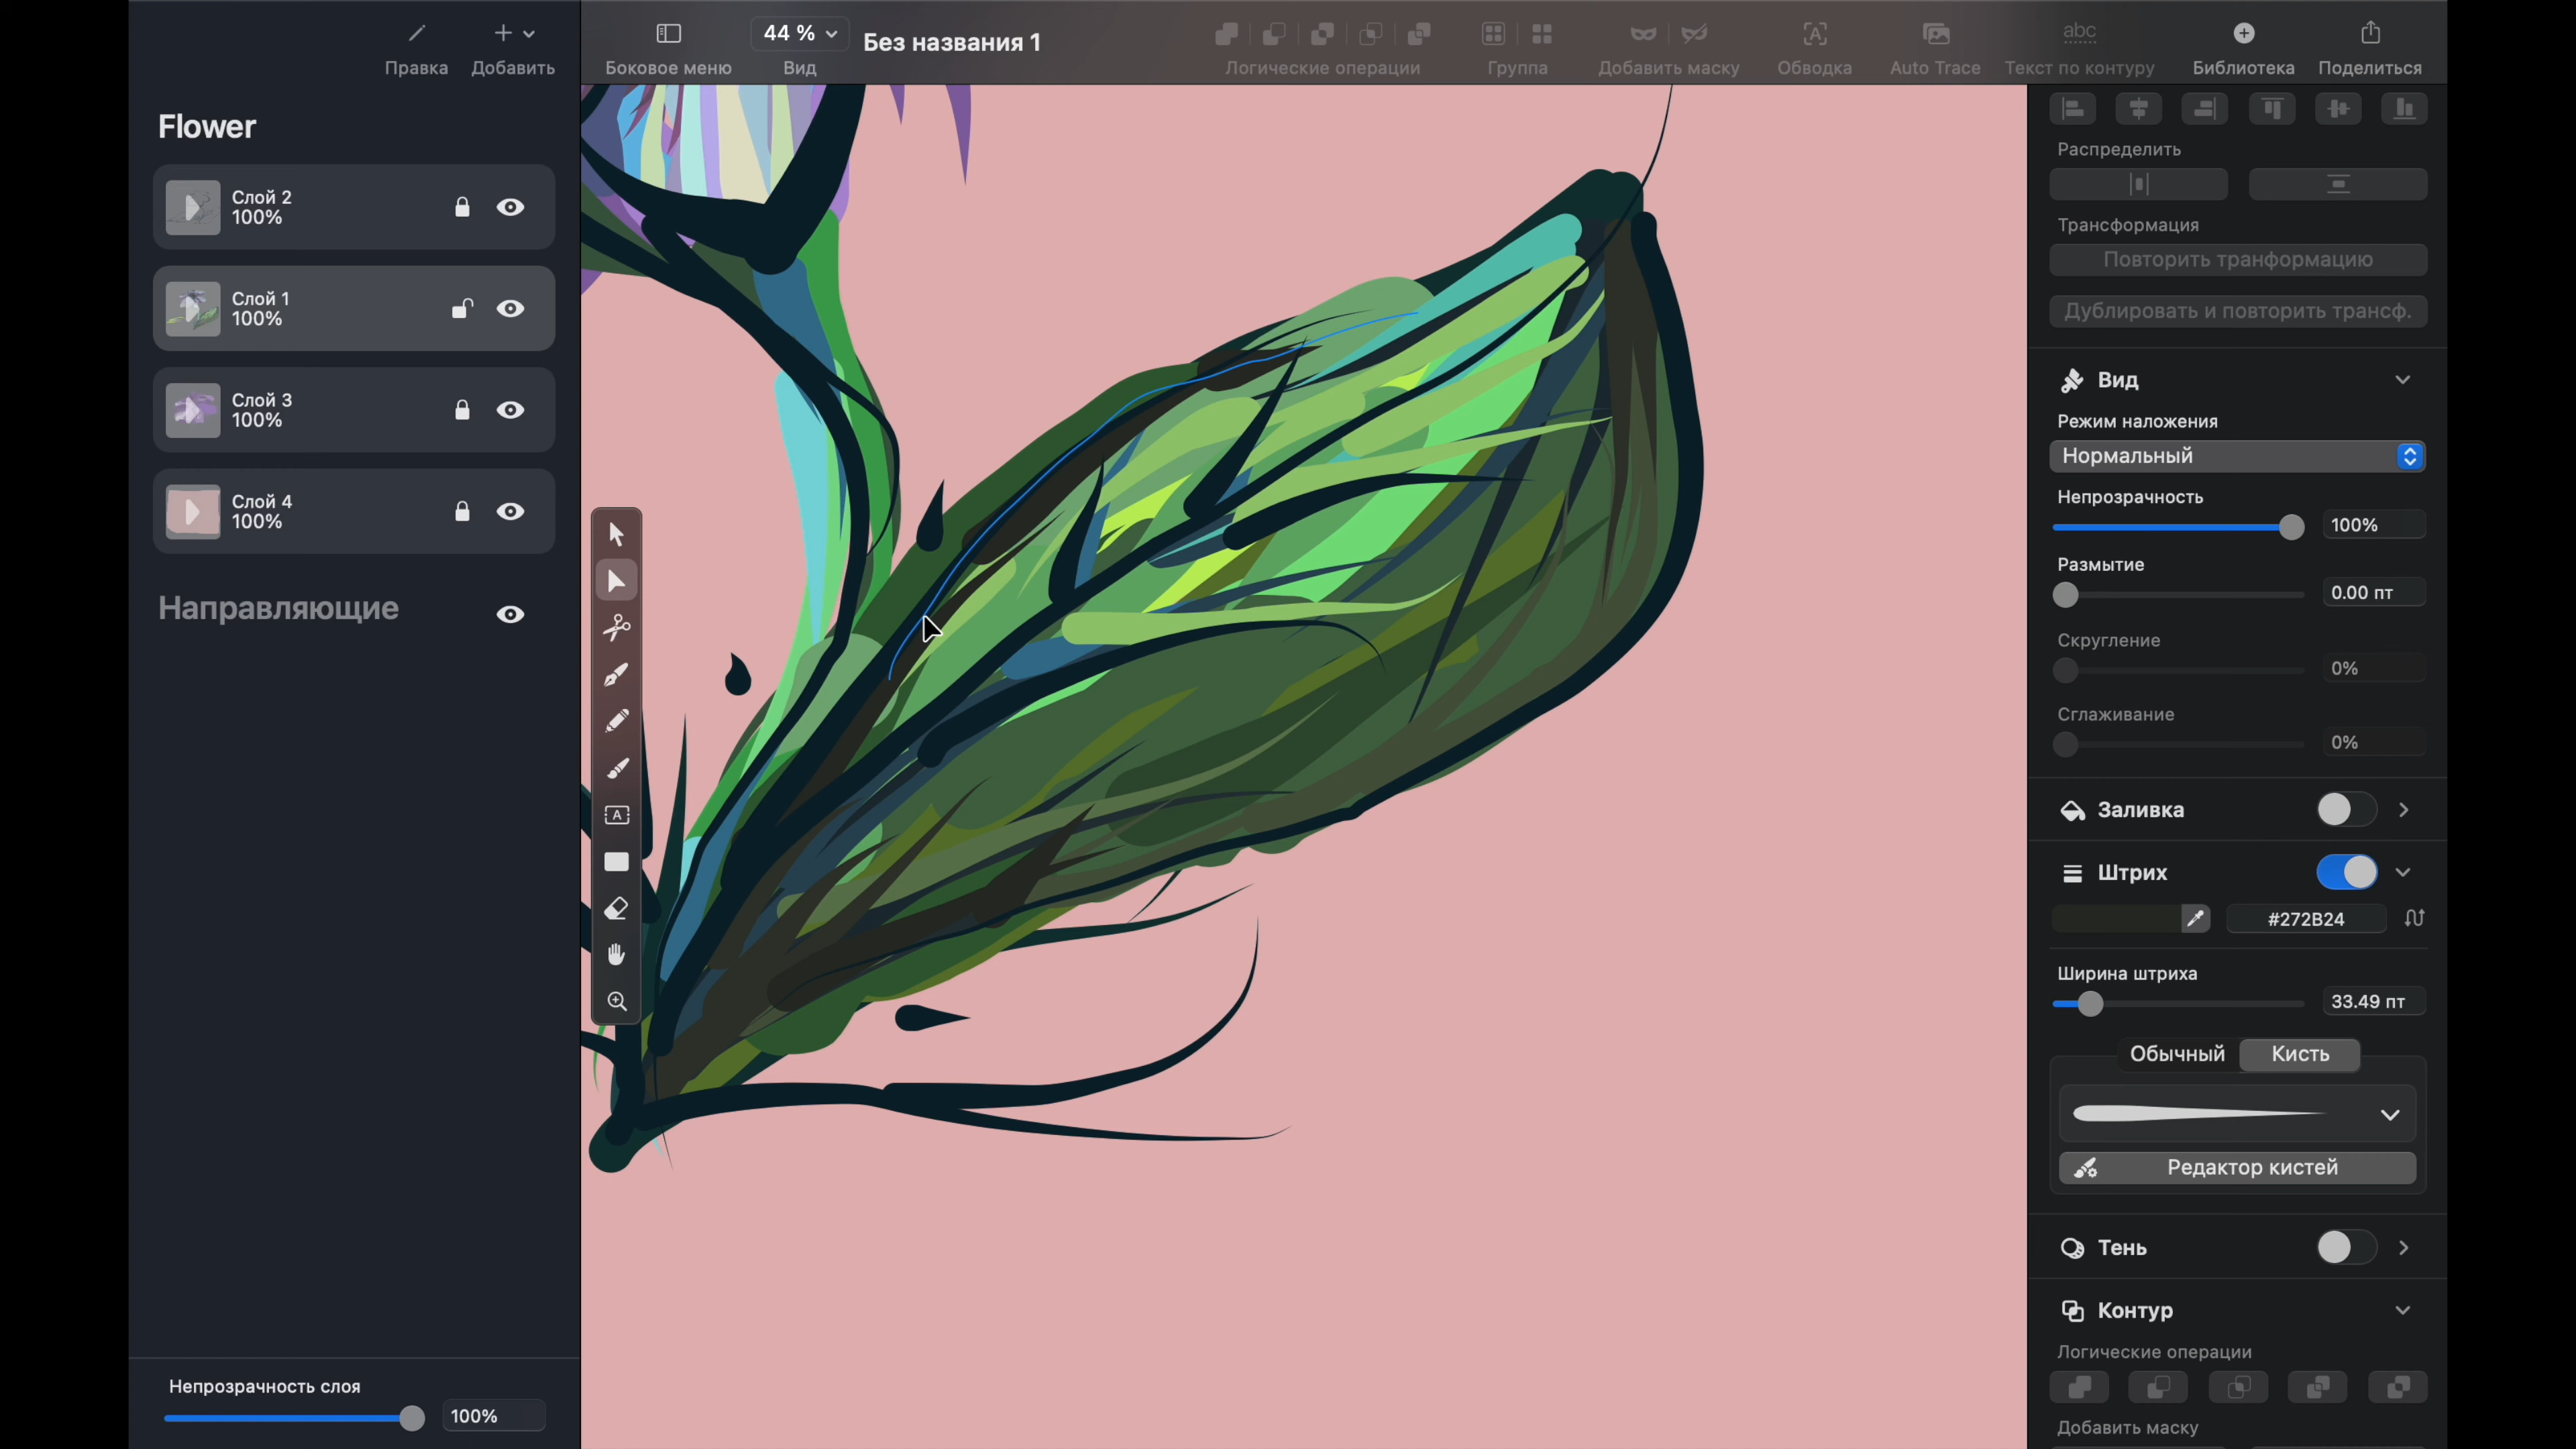 Правка
Добавить
Flower
Слой 2
100%
Слой 1
100%
Слой 3
100%
Слой 4
100%
Направляющие
Непрозрачность слоя
100%
Боковое меню
44 %
Вид
Без названия 1
Логические операции
Группа
Добавить маску
Обводка
Auto Trace
abc
Текст по контуру
Библиотека
Поделиться
A
A
Распределить
Трансформация
Повторить транформацию
Дублировать и повторить трансф.
Вид
Режим наложения
Нормальный
Непрозрачность
100%
Размытие
0.00 пт
Скругление
0%
Сглаживание
0%
Заливка
Штрих
#272B24
Ширина штриха
33.49 пт
Обычный
Кисть
Редактор кистей
Тень
Контур
Логические операции
Добавить маску